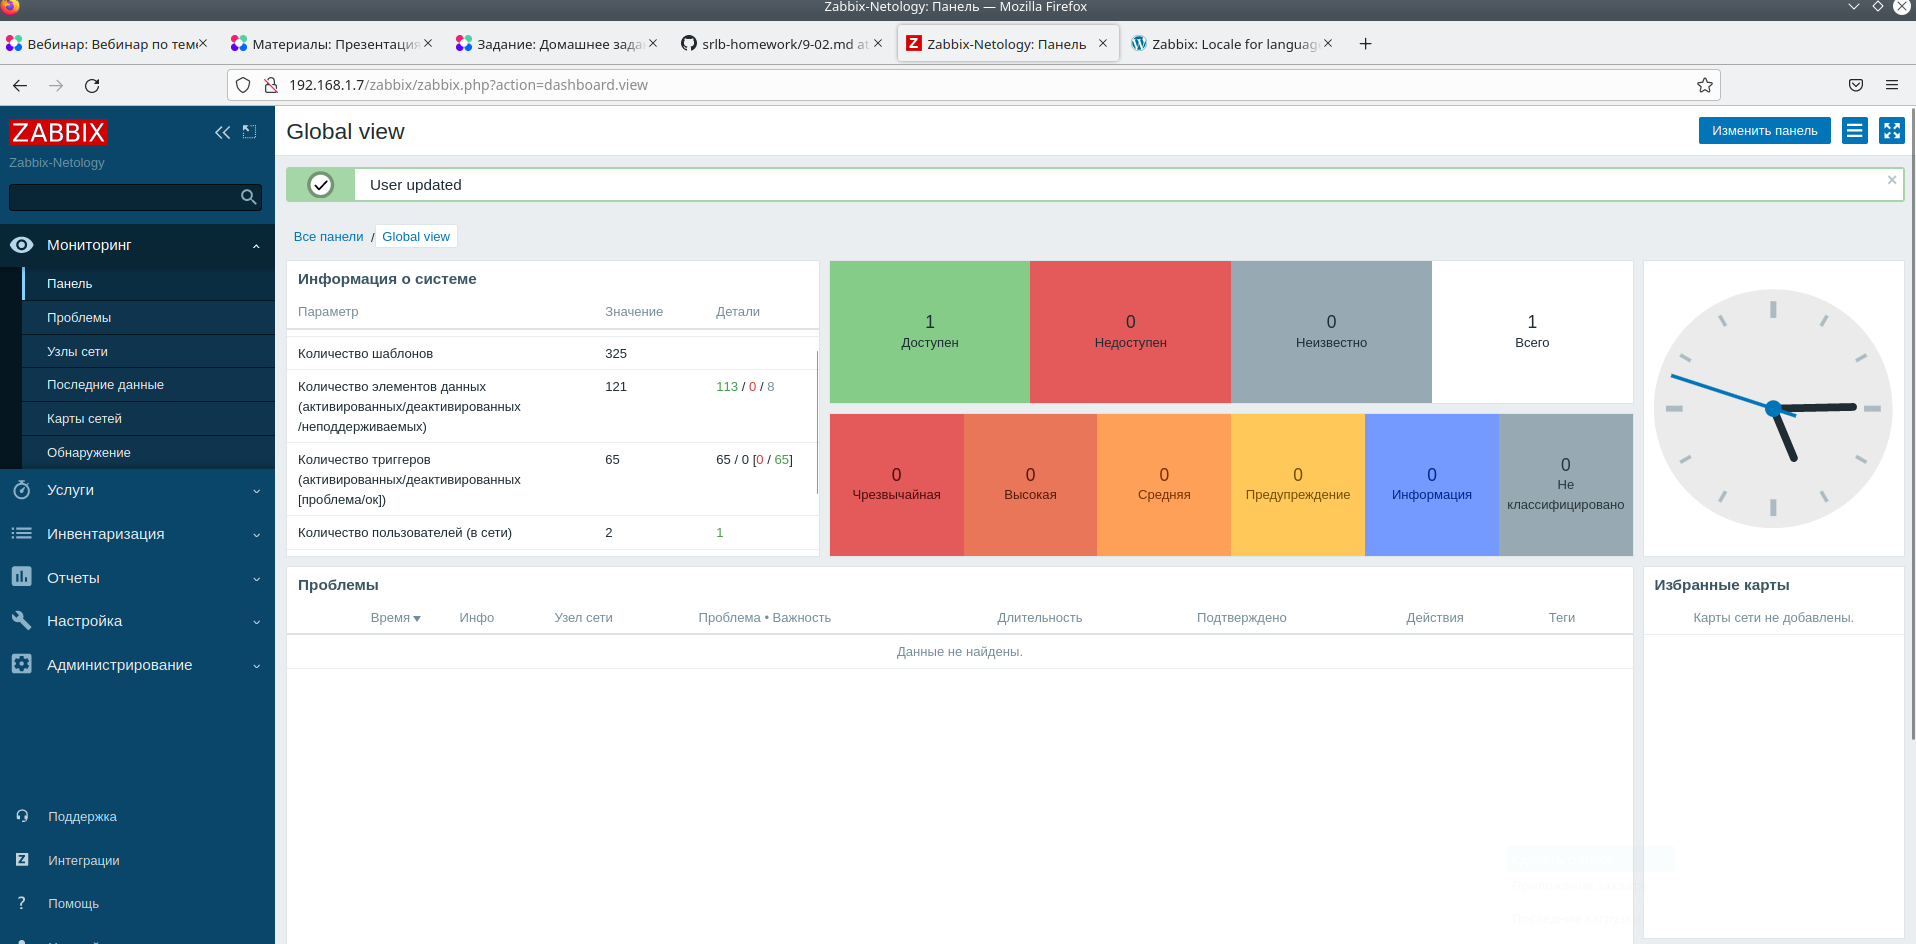 Zabbix-Netology: Панель — Mozilla Firefox
Вебинар: Вебинар по теме
Материалы: Презентация
Задание: Домашнее зада
srlb-homework/9-02.md at
Zabbix-Netology: Панель
Zabbix: Locale for languag
192.168.1.7/zabbix/zabbix.php?action=dashboard.view
ZABBIX
Zabbix-Netology
Мониторинг
Панель
Проблемы
Узлы сети
Последние данные
Карты сетей
Обнаружение
Услуги
Инвентаризация
Отчеты
Настройка
Администрирование
Поддержка
Интеграции
? Помощь
Global view
Изменить панель
User updated
Все панели / Global view
Информация о системе
Параметр Значение Детали
Количество шаблонов 325
Количество элементов данных 121 113 / 0 / 8
(активированных/деактивированных
/неподдерживаемых)
Количество триггеров 65 65 / 0 [0 / 65]
(активированных/деактивированных
[проблема/ок])
Количество пользователей (в сети) 2 1
1
Доступен
0
Недоступен
0
Неизвестно
1
Всего
0
Чрезвычайная
0
Высокая
0
Средняя
0
Предупреждение
0
Информация
0
Не
классифицировано
Проблемы
Время Инфо Узел сети Проблема • Важность Длительность Подтверждено Действия Теги
Данные не найдены.
Избранные карты
Карты сети не добавлены.